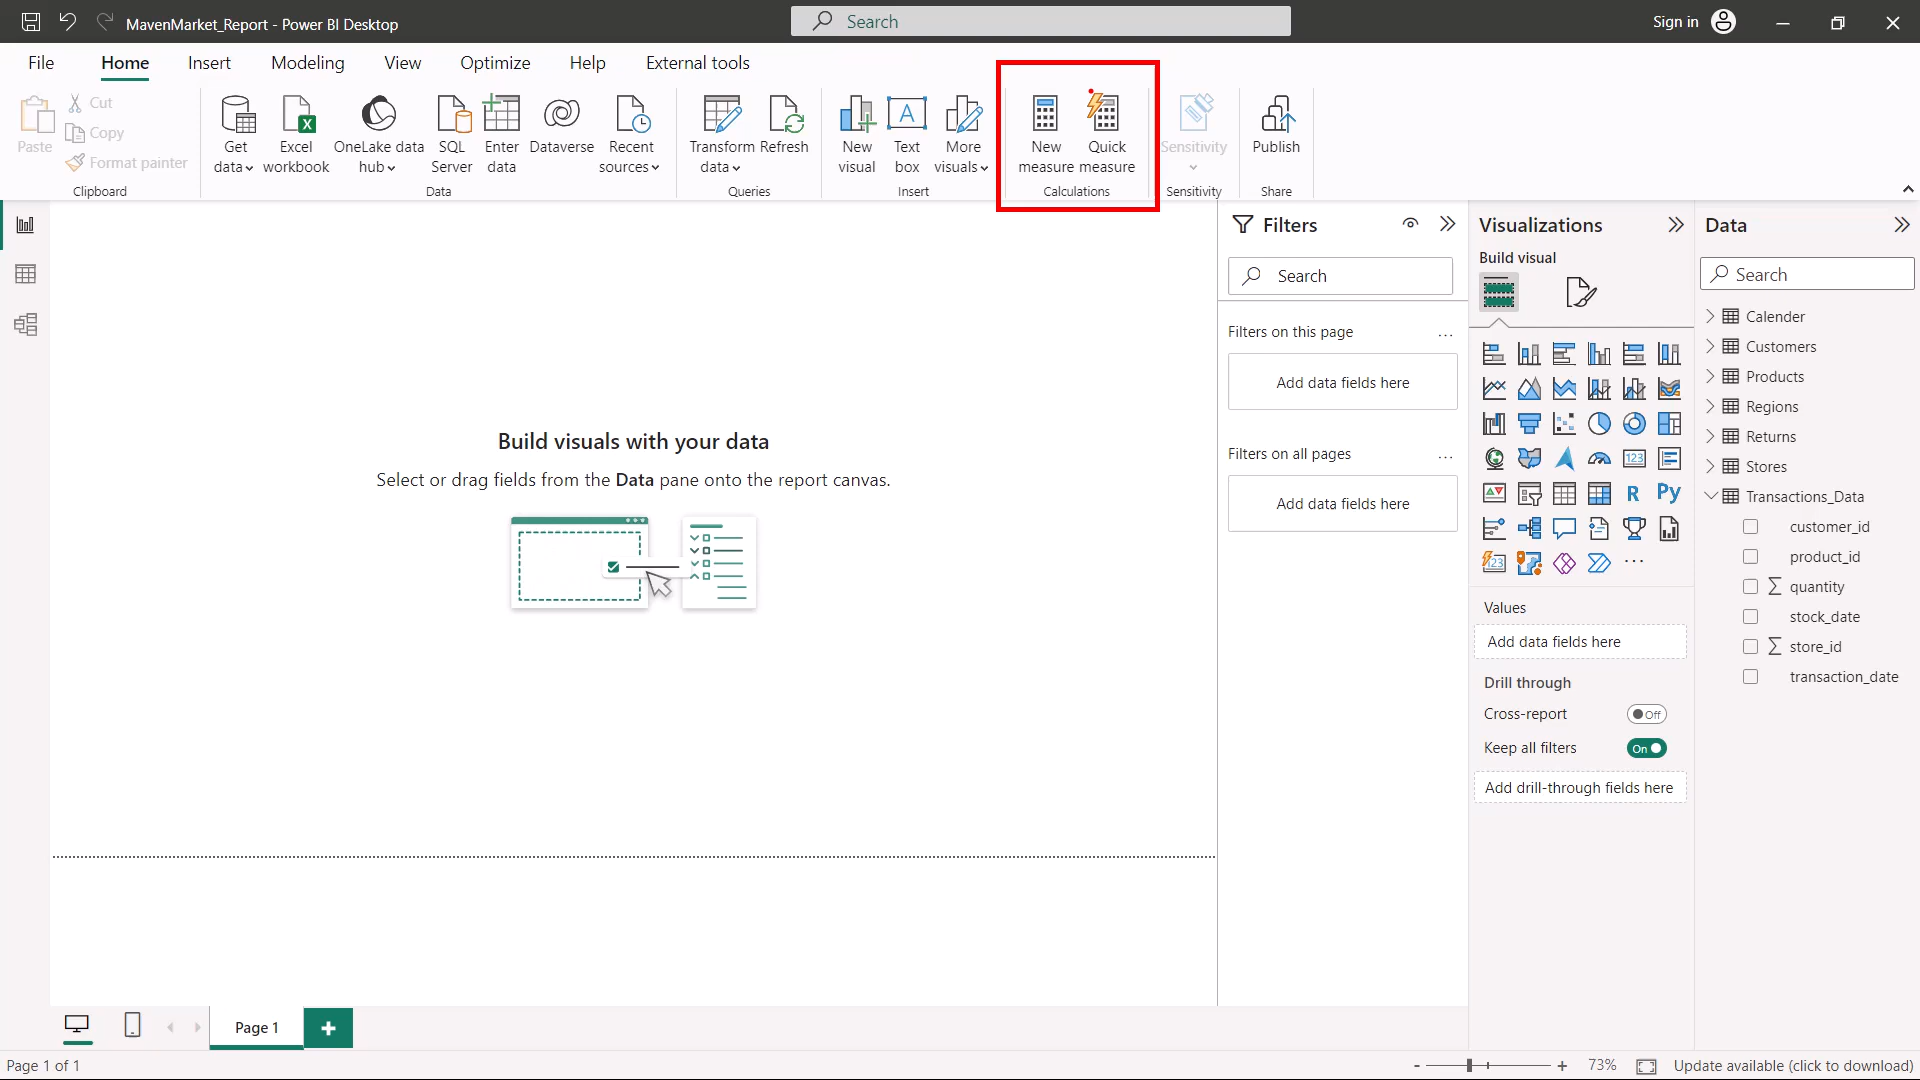 MavenMarket_Report - Power BI Desktop
Search
Sign in
File
Home
Insert
Modeling
View
Optimize
Help
External tools
Paste
Cut
Copy
Format painter
Clipboard
Get
data
Excel
workbook
OneLake data
hub
SQL
Server
Enter
data
Dataverse
Recent
sources
Data
Transform
data
Refresh
Queries
New
visual
A
Text
box
More
visuals
Insert
New
measure
Quick
measure
Calculations
Sensitivity
Sensitivity
Publish
Share
Build visuals with your data
Select or drag fields from the Data pane onto the report canvas.
Filters
Search
Filters on this page
...
Add data fields here
Filters on all pages
...
Add data fields here
Visualizations
Build visual
123
R
Py
123
...
Values
Add data fields here
Drill through
Cross-report
Off
Keep all filters
On
Add drill-through fields here
Data
Search
Calender
Customers
Products
Regions
Returns
Stores
Transactions_Data
customer_id
product_id
∑ quantity
stock_date
∑ store_id
transaction_date
Page 1
+
Page 1 of 1
-
+
73%
Update available (click to download)